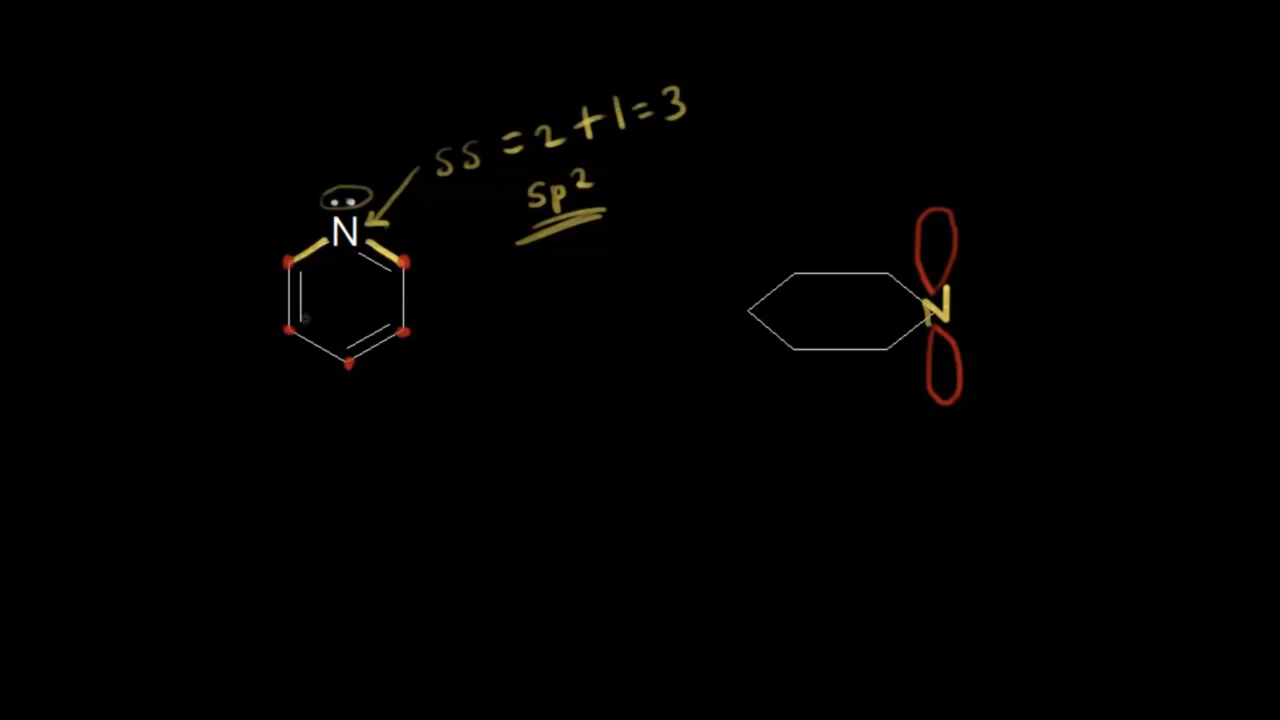 SS = 2 + 1 = 3
sp²
N
N